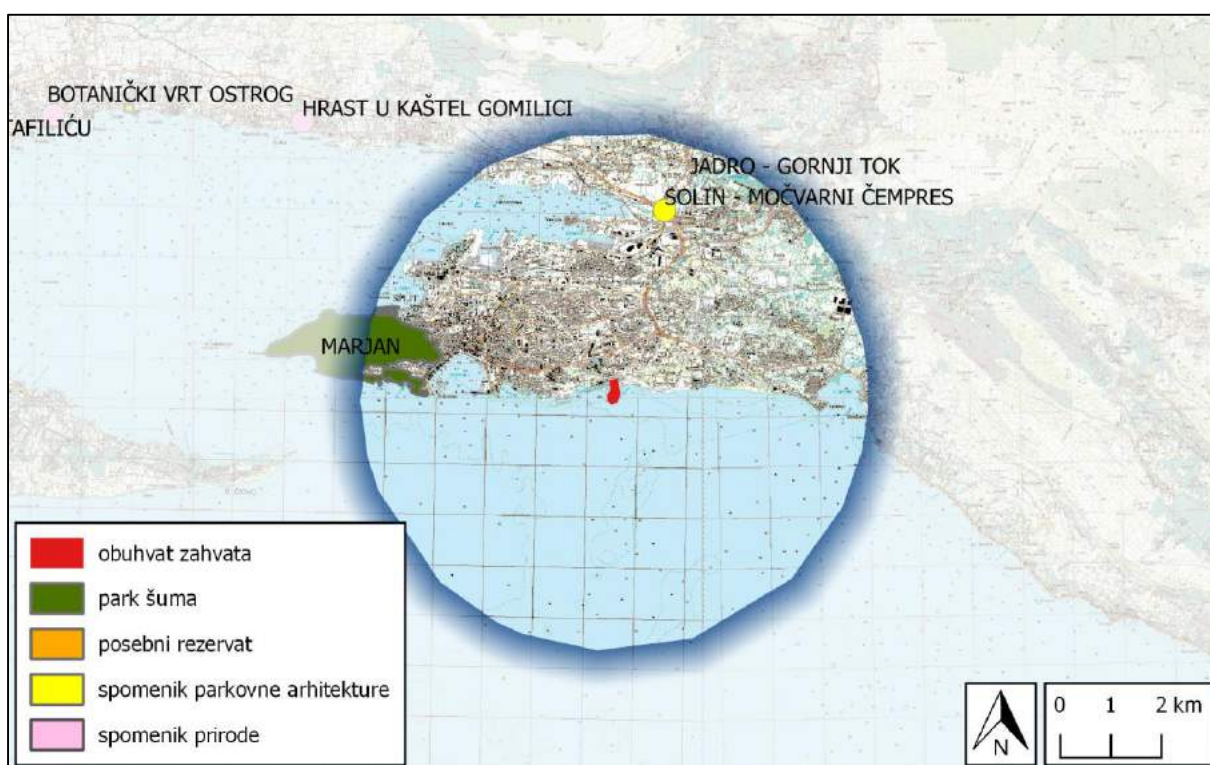 BOTANIČKI VRT OSTROG
HRAST U KAŠTEL GOMILICI
TAFILIĆU
JADRO - GORNJI TOK
SOLIN - MOČVARNI ČEMPRES
MARJAN
obuhvat zahvata
park šuma
posebni rezervat
spomenik parkovne arhitekture
spomenik prirode
N
0 1 2 km